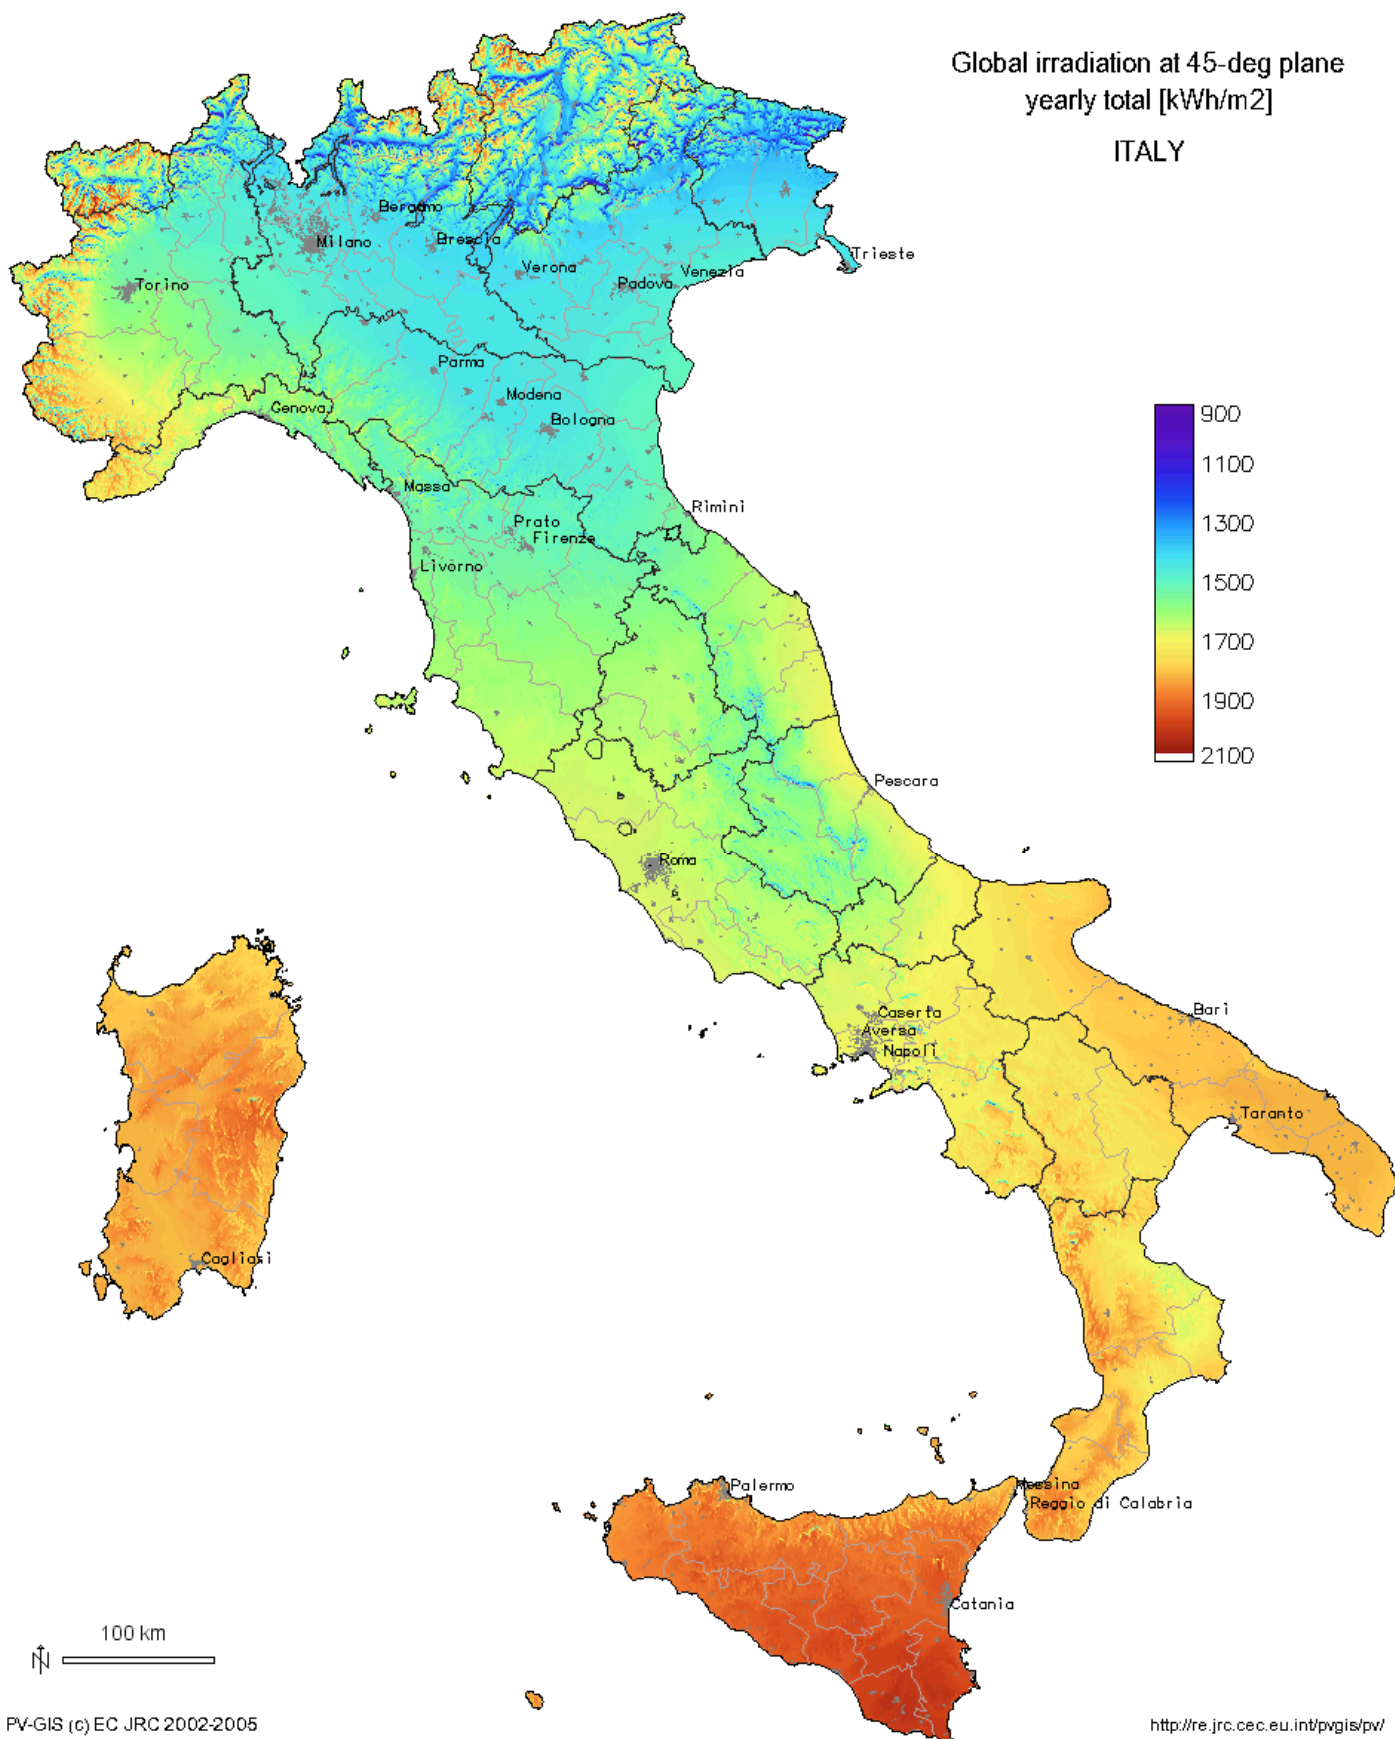 Global irradiation at 45-deg plane
yearly total [kWh/m2]
ITALY
Bergamo
Milano
Brescia
Trieste
Verona
Venezia
Torino
Padova
Parma
Modena
Genova
Bologna
900
1100
1300
1500
1700
1900
2100
Massa
Rimini
Prato
Firenze
Livorno
Pescara
Roma
Caserta
Bari
Aversa
Napoli
Taranto
Cagliari
Palermo
Messina
Reggio di Calabria
Catania
100 km
N
PV-GIS (c) EC JRC 2002-2005
http://re.jrc.cec.eu.int/pvgis/pv/